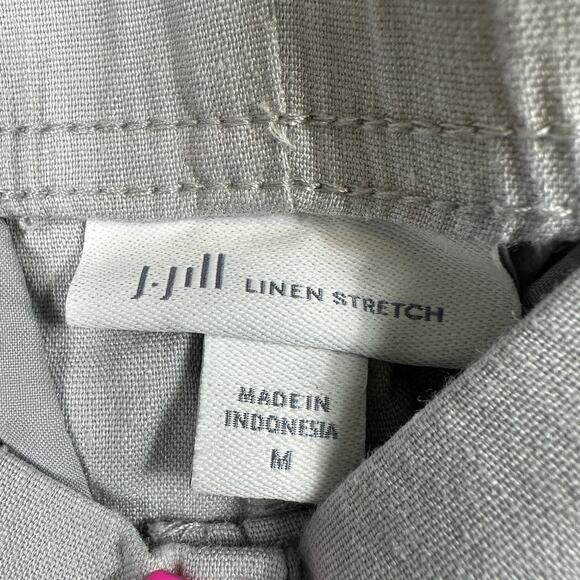 J.Jill LINEN STRETCH
MADE IN
INDONESIA
M